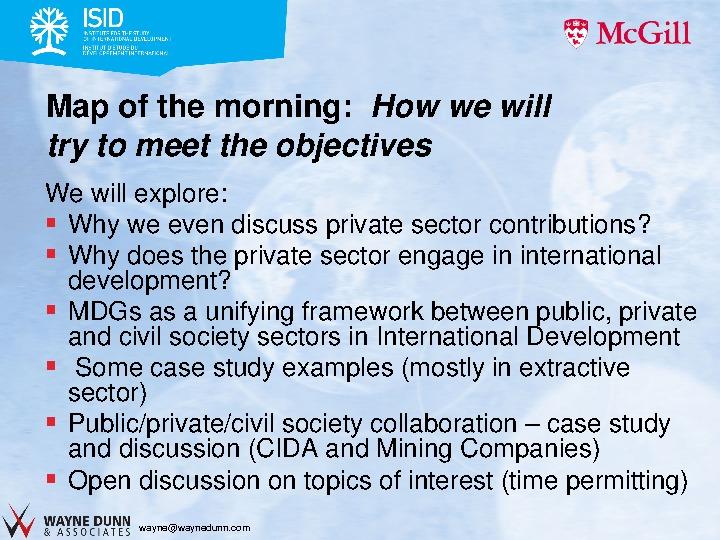 ISID
INSTITUTE FOR THE STUDY
OF INTERNATIONAL DEVELOPMENT
INSTITUT D'ÉTUDE DU
DÉVELOPPEMENT INTERNATIONAL
McGill
Map of the morning: How we will
try to meet the objectives
We will explore:
Why we even discuss private sector contributions?
Why does the private sector engage in international
development?
MDGs as a unifying framework between public, private
and civil society sectors in International Development
Some case study examples (mostly in extractive
sector)
Public/private/civil society collaboration – case study
and discussion (CIDA and Mining Companies)
Open discussion on topics of interest (time permitting)
WAYNE DUNN
& ASSOCIATES
wayne@waynedunn.com